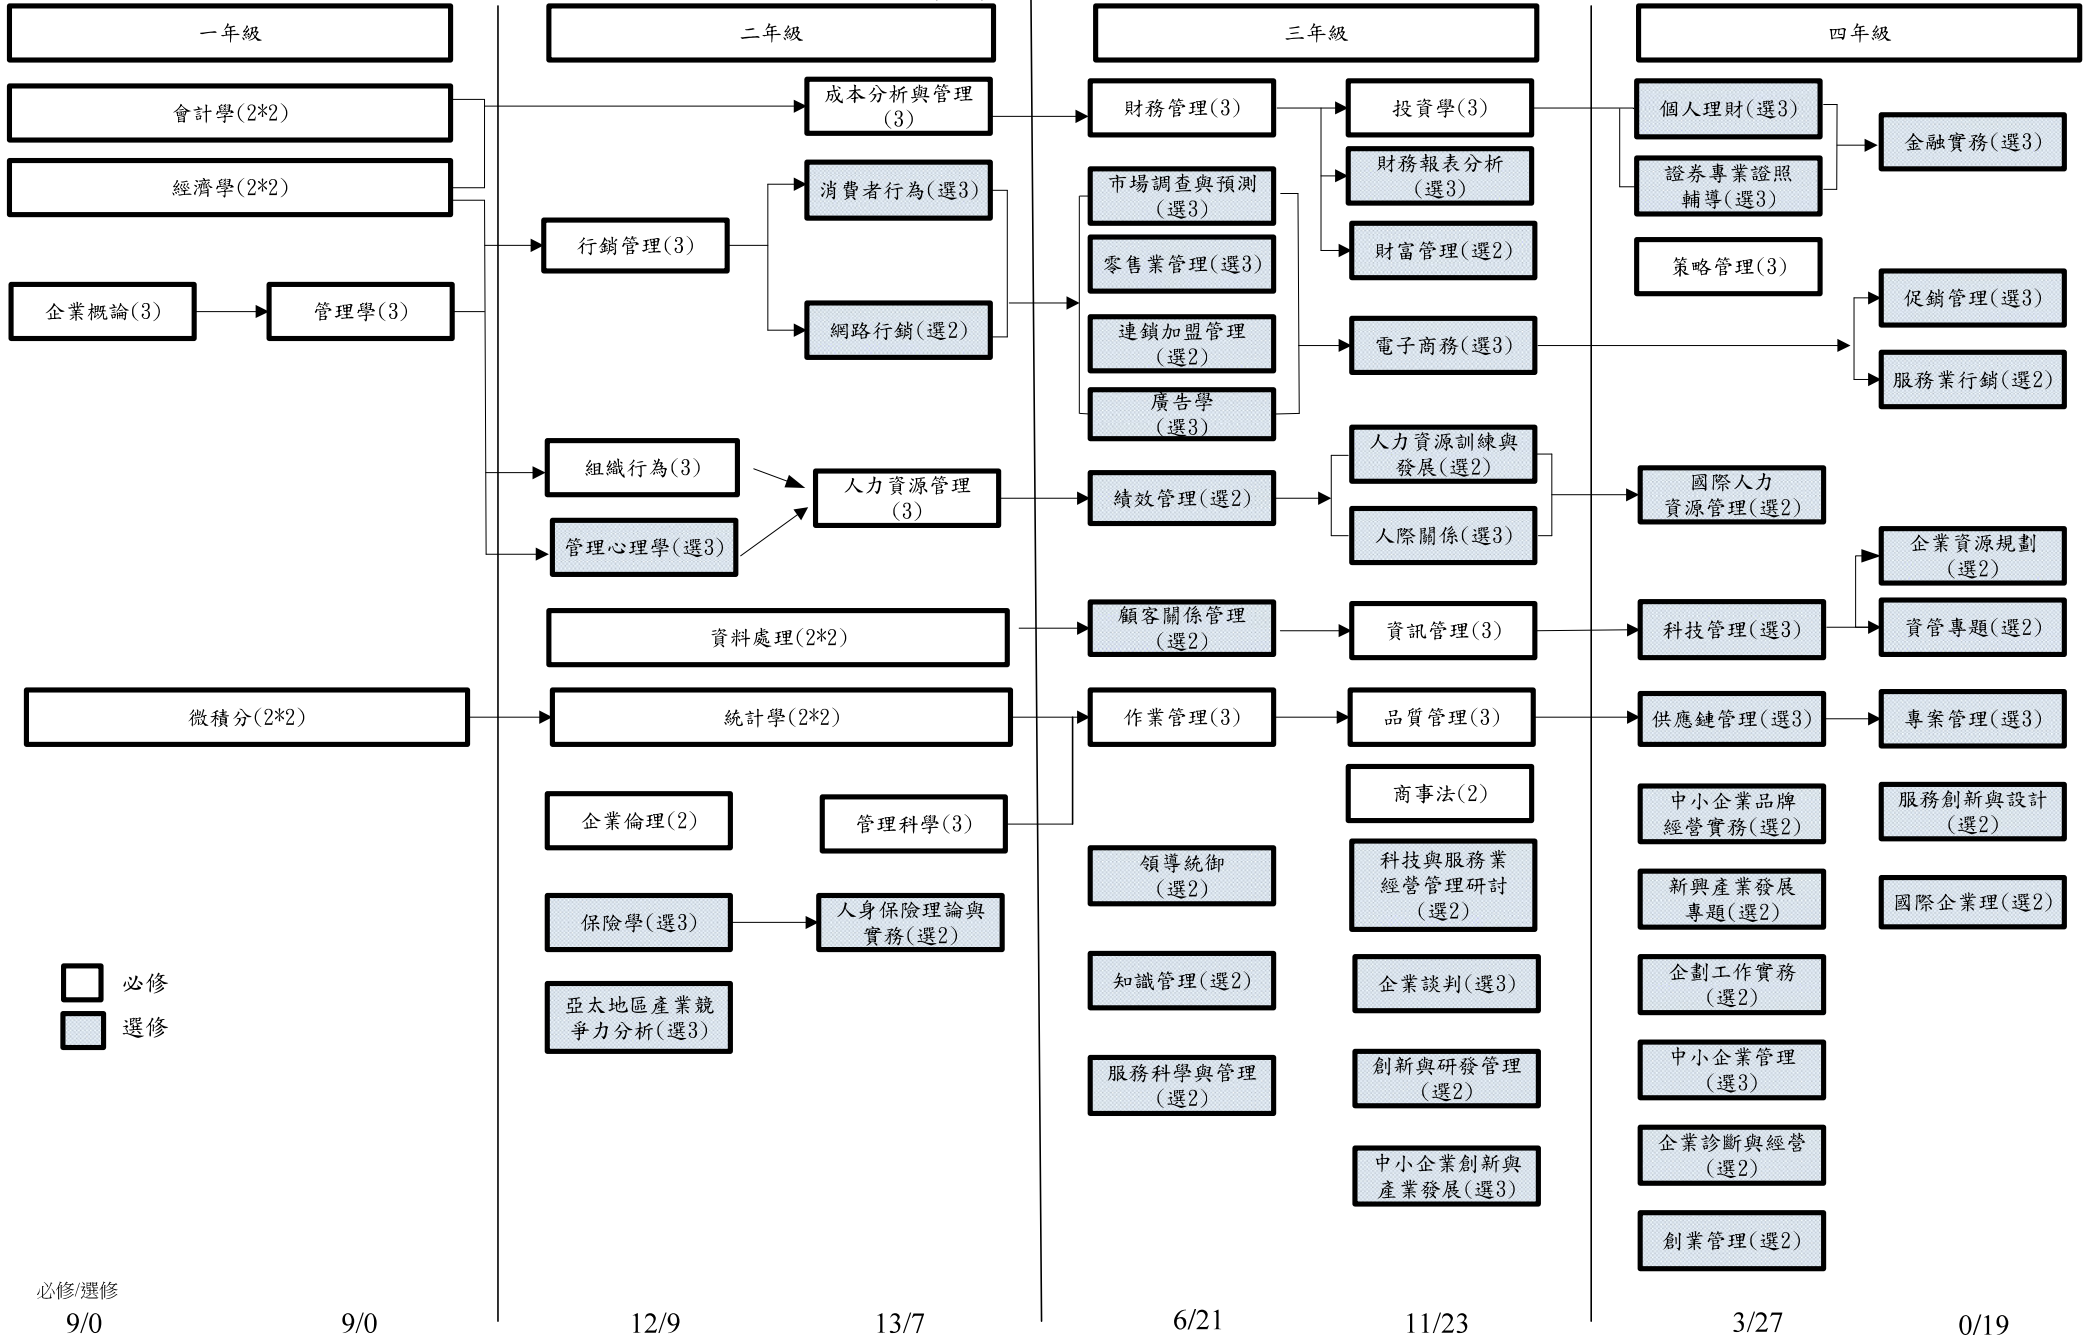 一年級
二年級
三年級
四年級
會計學(2*2)
經濟學(2*2)
企業概論(3)
管理學(3)
微積分(2*2)
必修
選修
成本分析與管理
(3)
消費者行為(選3)
行銷管理(3)
網路行銷(選2)
組織行為(3)
人力資源管理
(3)
管理心理學(選3)
資料處理(2*2)
統計學(2*2)
企業倫理(2)
管理科學(3)
保險學(選3)
人身保險理論與
實務(選2)
亞太地區產業競
爭力分析(選3)
財務管理(3)
市場調查與預測
(選3)
零售業管理(選3)
連鎖加盟管理
(選2)
廣告學
(選3)
績效管理(選2)
顧客關係管理
(選2)
作業管理(3)
領導統御
(選2)
知識管理(選2)
服務科學與管理
(選2)
投資學(3)
財務報表分析
(選3)
財富管理(選2)
電子商務(選3)
人力資源訓練與
發展(選2)
人際關係(選3)
資訊管理(3)
品質管理(3)
商事法(2)
科技與服務業
經營管理研討
(選2)
企業談判(選3)
創新與研發管理
(選2)
中小企業創新與
產業發展(選3)
個人理財(選3)
證券專業證照
輔導(選3)
策略管理(3)
國際人力
資源管理(選2)
科技管理(選3)
供應鏈管理(選3)
中小企業品牌
經營實務(選2)
新興產業發展
專題(選2)
企劃工作實務
(選2)
中小企業管理
(選3)
企業診斷與經營
(選2)
創業管理(選2)
金融實務(選3)
促銷管理(選3)
服務業行銷(選2)
企業資源規劃
(選2)
資管專題(選2)
專案管理(選3)
服務創新與設計
(選2)
國際企業理(選2)
必修/選修
9/0
9/0
12/9
13/7
6/21
11/23
3/27
0/19